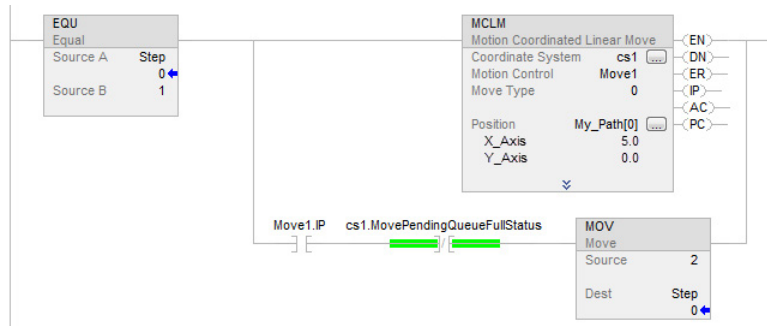 EQU
Equal
Source A Step
0
Source B 1
MCLM
Motion Coordinated Linear Move
Coordinate System cs1 ...
Motion Control Move1
Move Type 0
Position My_Path[0] ...
X_Axis 5.0
Y_Axis 0.0
EN
DN
ER
IP
AC
PC
Move1.IP cs1.MovePendingQueueFullStatus
MOV
Move
Source 2
Dest Step
0